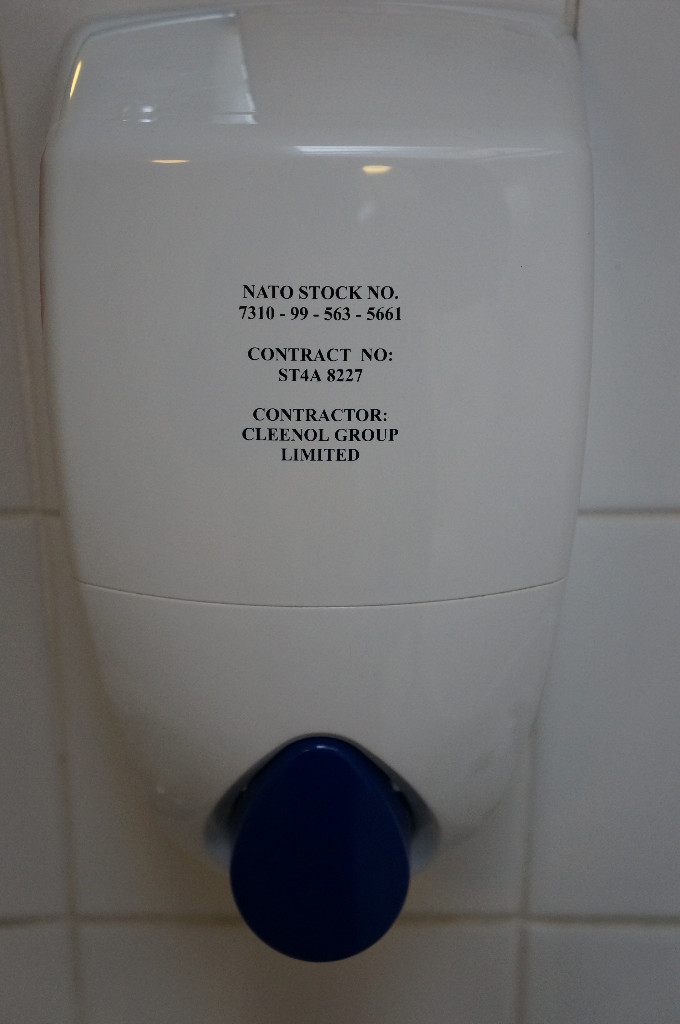 NATO STOCK NO.
7310 - 99 - 563 - 5661
CONTRACT NO:
ST4A 8227
CONTRACTOR:
CLEENOL GROUP
LIMITED